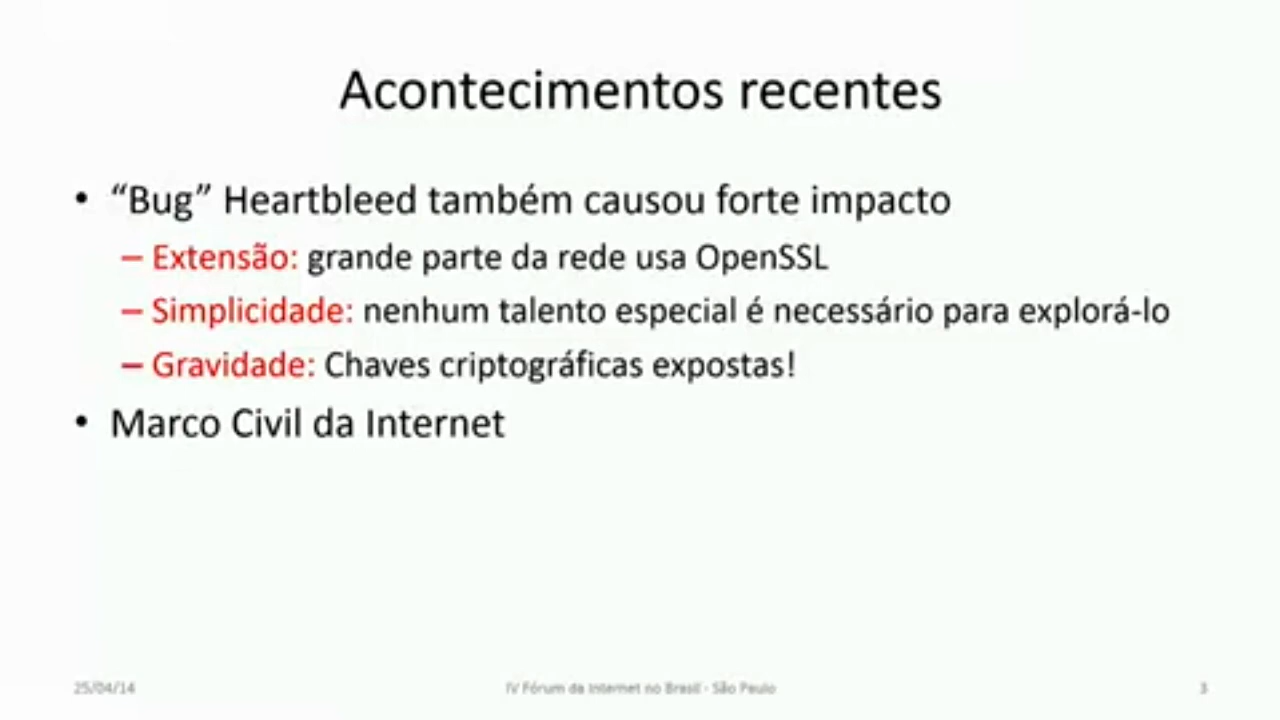 Acontecimentos recentes
• “Bug” Heartbleed também causou forte impacto
– Extensão: grande parte da rede usa OpenSSL
– Simplicidade: nenhum talento especial é necessário para explorá-lo
– Gravidade: Chaves criptográficas expostas!
• Marco Civil da Internet
25/04/14
IV Fórum da Internet no Brasil - São Paulo
3